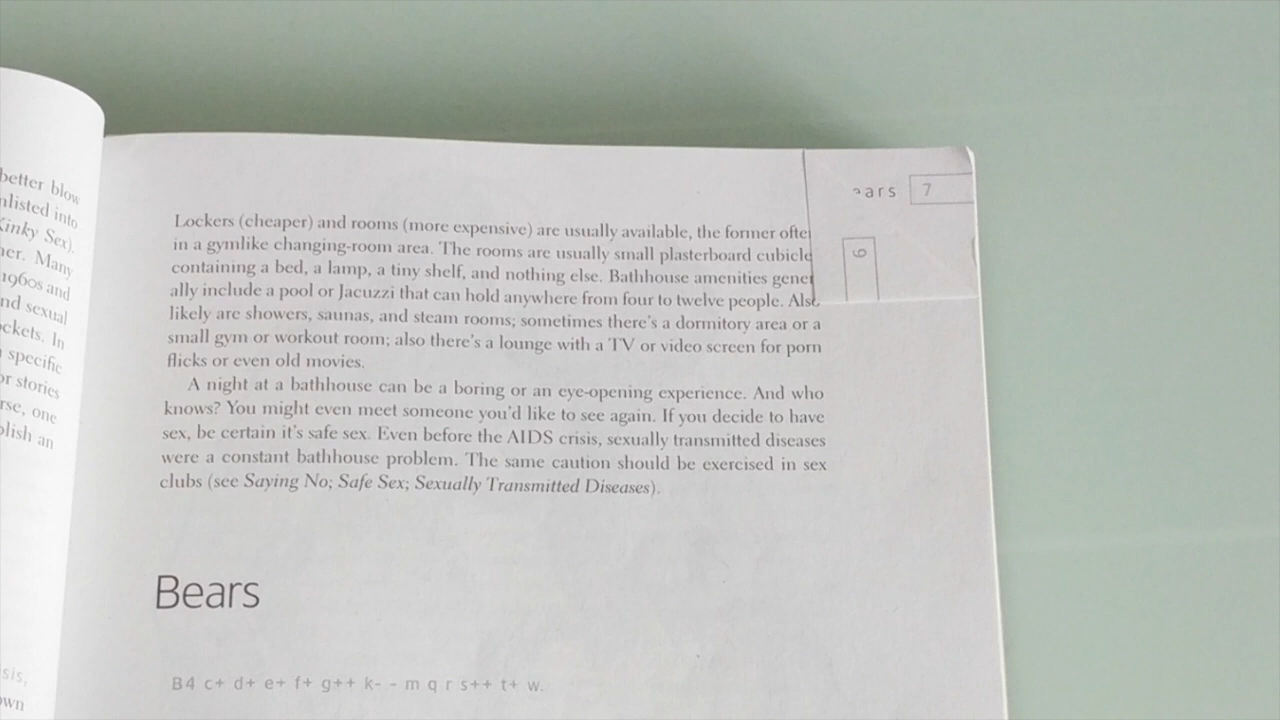 better blow
nlisted into
Kinky Sex).
ner. Many
1960s and
nd sexual
ckets. In
specific
or stories
rse, one
olish an
sis,
own
ars 7
6
Lockers (cheaper) and rooms (more expensive) are usually available, the former ofte
in a gymlike changing-room area. The rooms are usually small plasterboard cubicle
containing a bed, a lamp, a tiny shelf, and nothing else. Bathhouse amenities gener
ally include a pool or Jacuzzi that can hold anywhere from four to twelve people. Also
likely are showers, saunas, and steam rooms; sometimes there's a dormitory area or a
small gym or workout room; also there's a lounge with a TV or video screen for porn
flicks or even old movies.
A night at a bathhouse can be a boring or an eye-opening experience. And who
knows? You might even meet someone you'd like to see again. If you decide to have
sex, be certain it's safe sex. Even before the AIDS crisis, sexually transmitted diseases
were a constant bathhouse problem. The same caution should be exercised in sex
clubs (see Saying No; Safe Sex; Sexually Transmitted Diseases).
Bears
B4 c+ d+ e+ f+ g++ k- - m q r s++ t+ w.